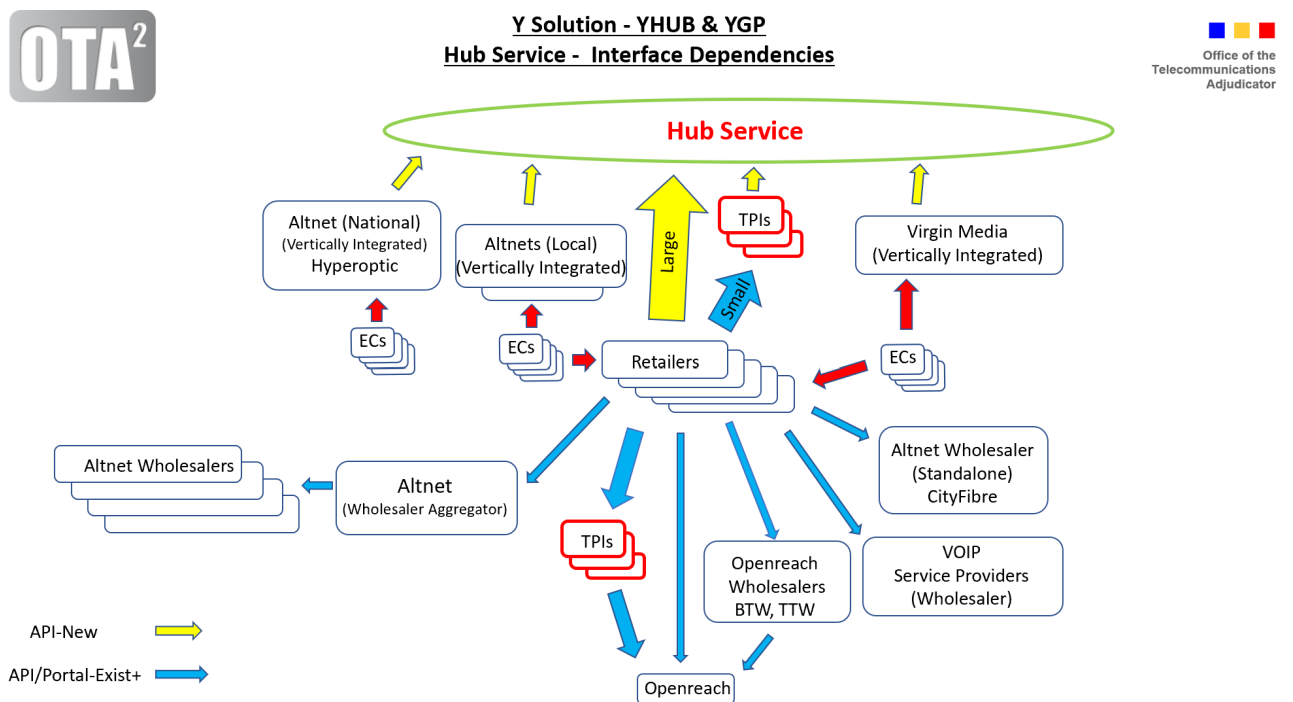 OTA2
Y Solution - YHUB & YGP
Hub Service - Interface Dependencies
Office of the
Telecommunications
Adjudicator
Hub Service
Altnet (National)
(Vertically Integrated)
Hyperoptic
Altnets (Local)
(Vertically Integrated)
Large
TPIs
Small
Virgin Media
(Vertically Integrated)
ECs
ECs
Retailers
ECs
Altnet Wholesalers
Altnet
(Wholesaler Aggregator)
Altnet Wholesaler
(Standalone)
CityFibre
TPIs
Openreach
Wholesalers
BTW, TTW
VOIP
Service Providers
(Wholesaler)
API-New
API/Portal-Exist+
Openreach